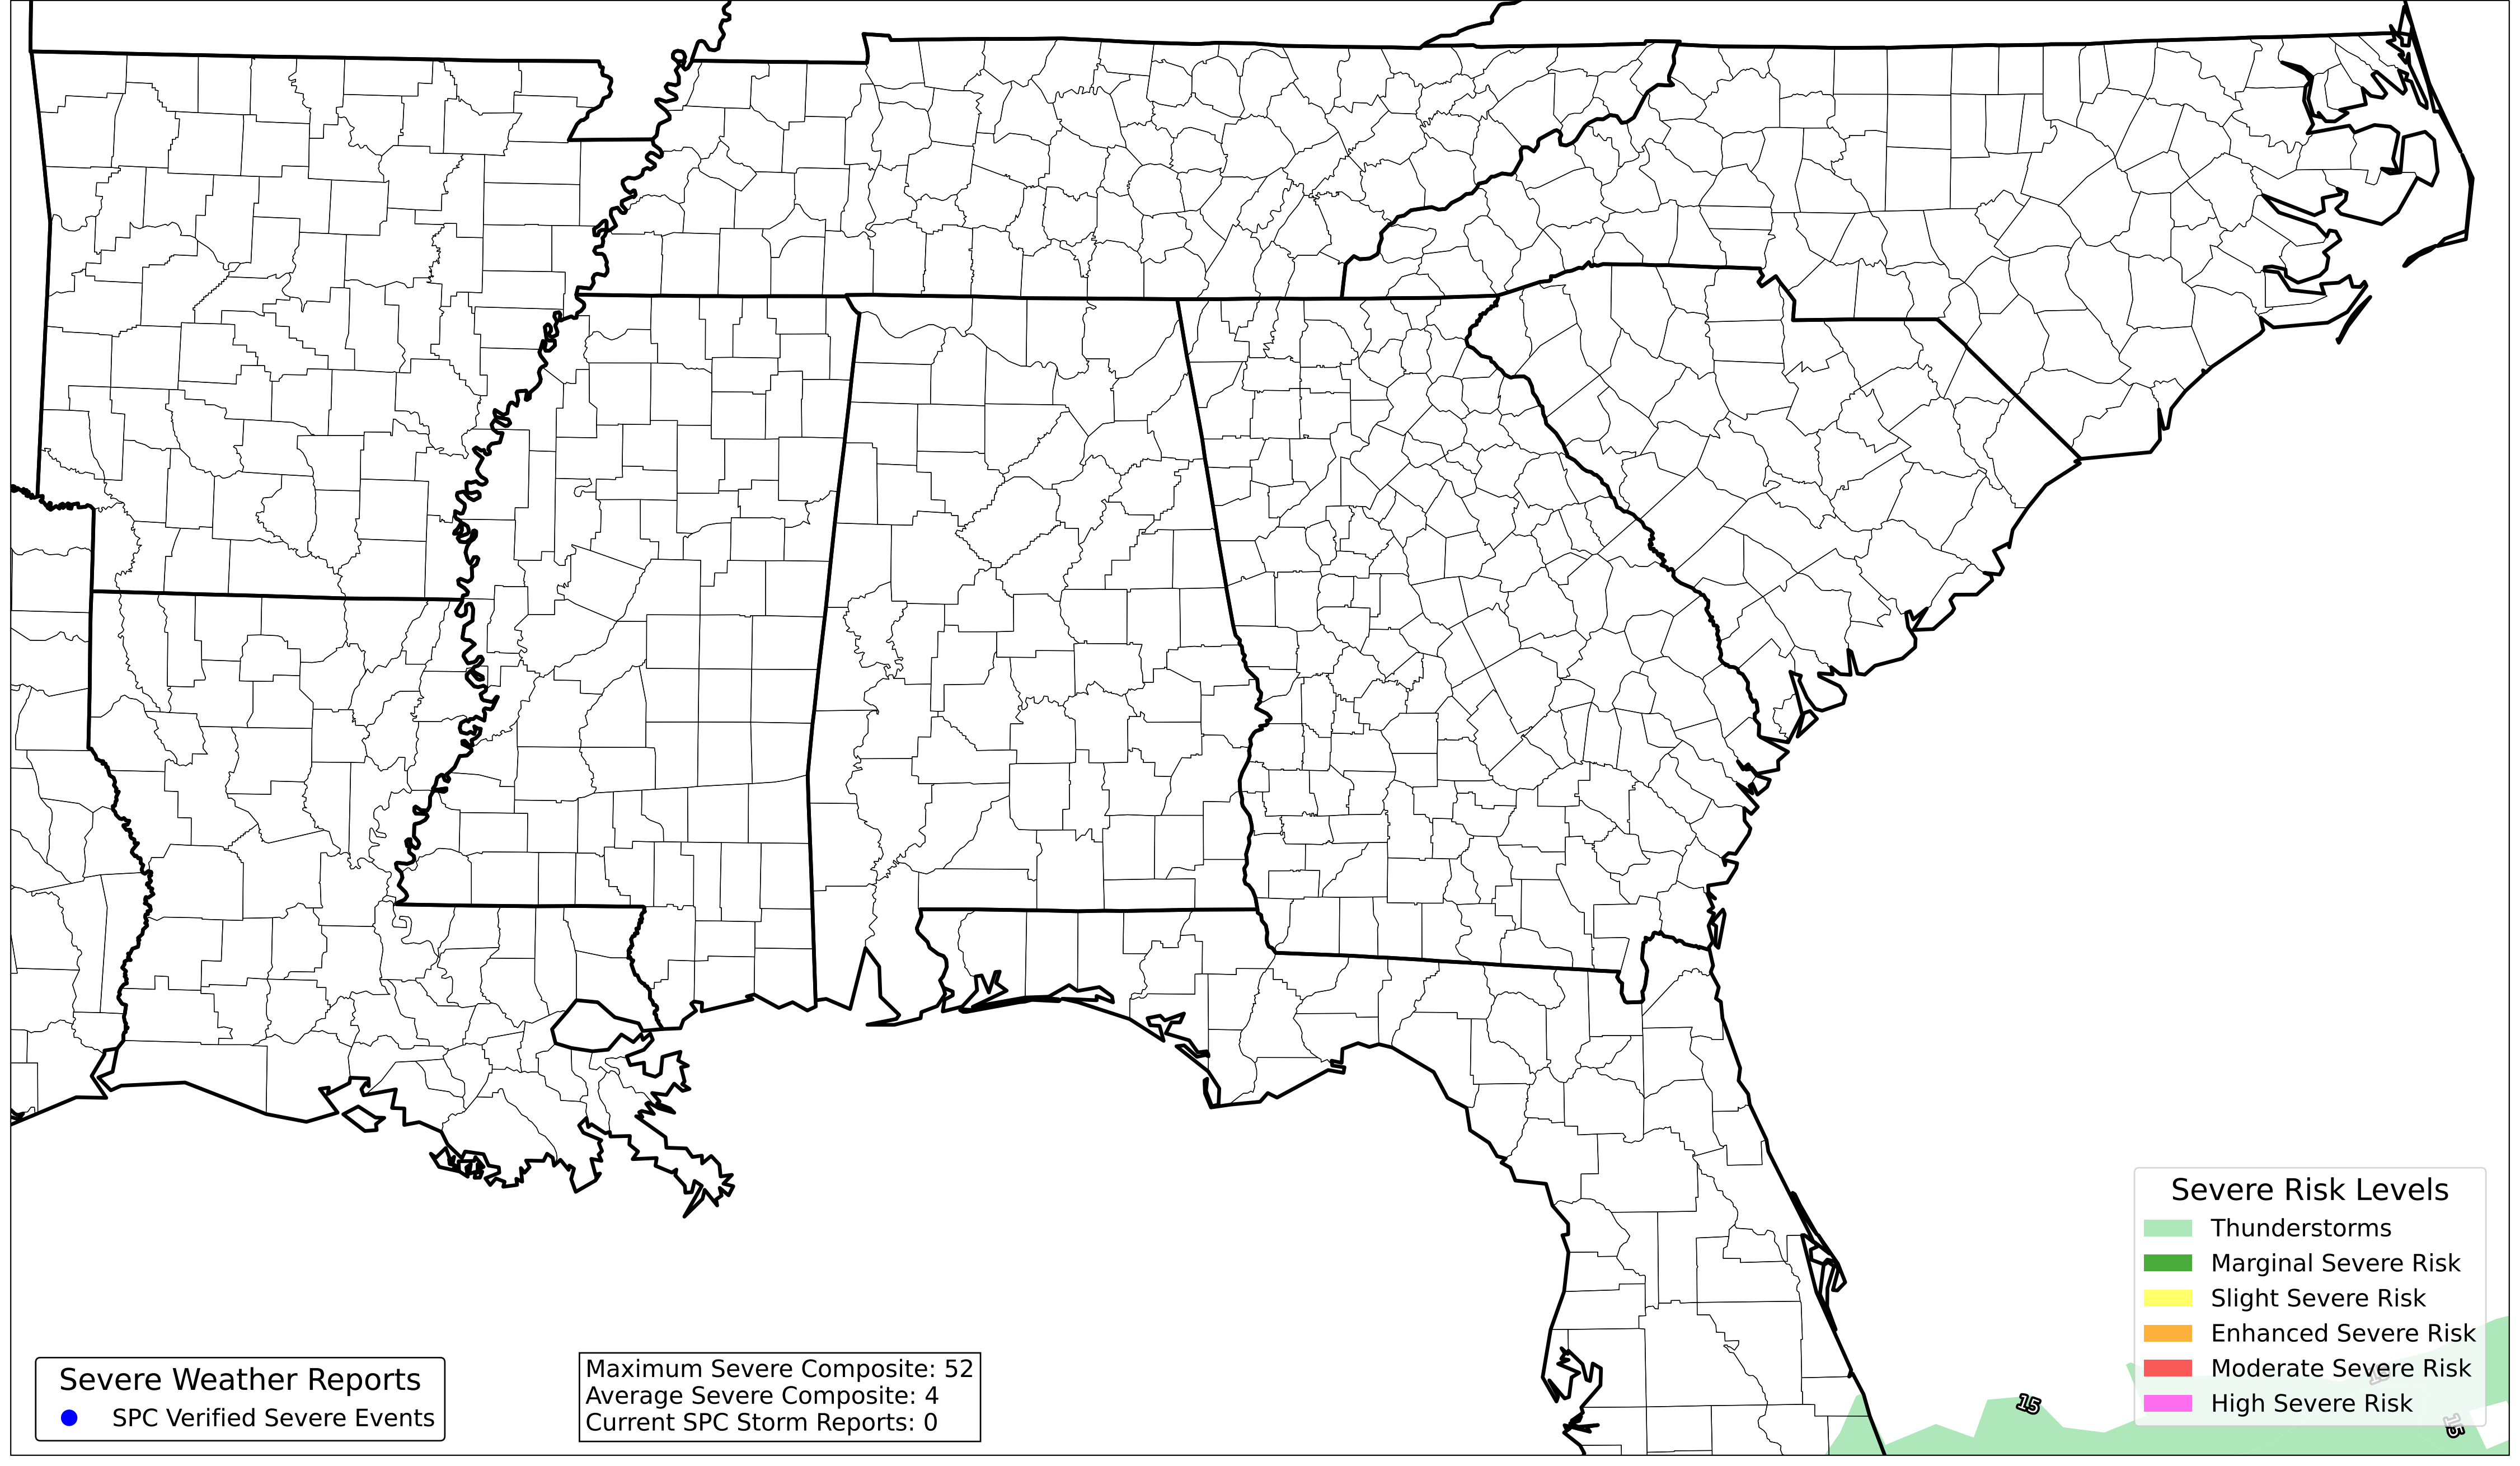 Severe Risk Levels
Thunderstorms
Marginal Severe Risk
Slight Severe Risk
Enhanced Severe Risk
Moderate Severe Risk
High Severe Risk
Severe Weather Reports
SPC Verified Severe Events
Maximum Severe Composite: 52
Average Severe Composite: 4
Current SPC Storm Reports: 0
15
15